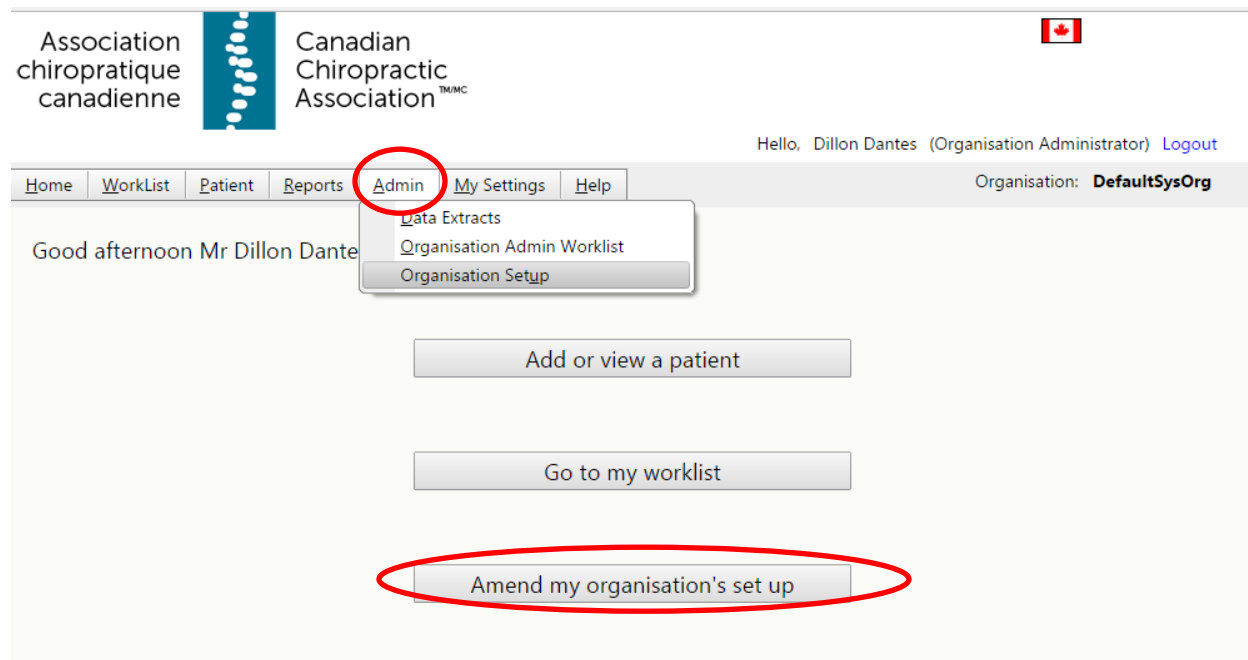 Association
chiropratique
canadienne
Canadian
Chiropractic
Association™/MC
Hello, Dillon Dantes (Organisation Administrator) Logout
Home WorkList Patient Reports Admin My Settings Help
Organisation: DefaultSysOrg
Data Extracts
Organisation Admin Worklist
Organisation Setup
Good afternoon Mr Dillon Dante
Add or view a patient
Go to my worklist
Amend my organisation's set up